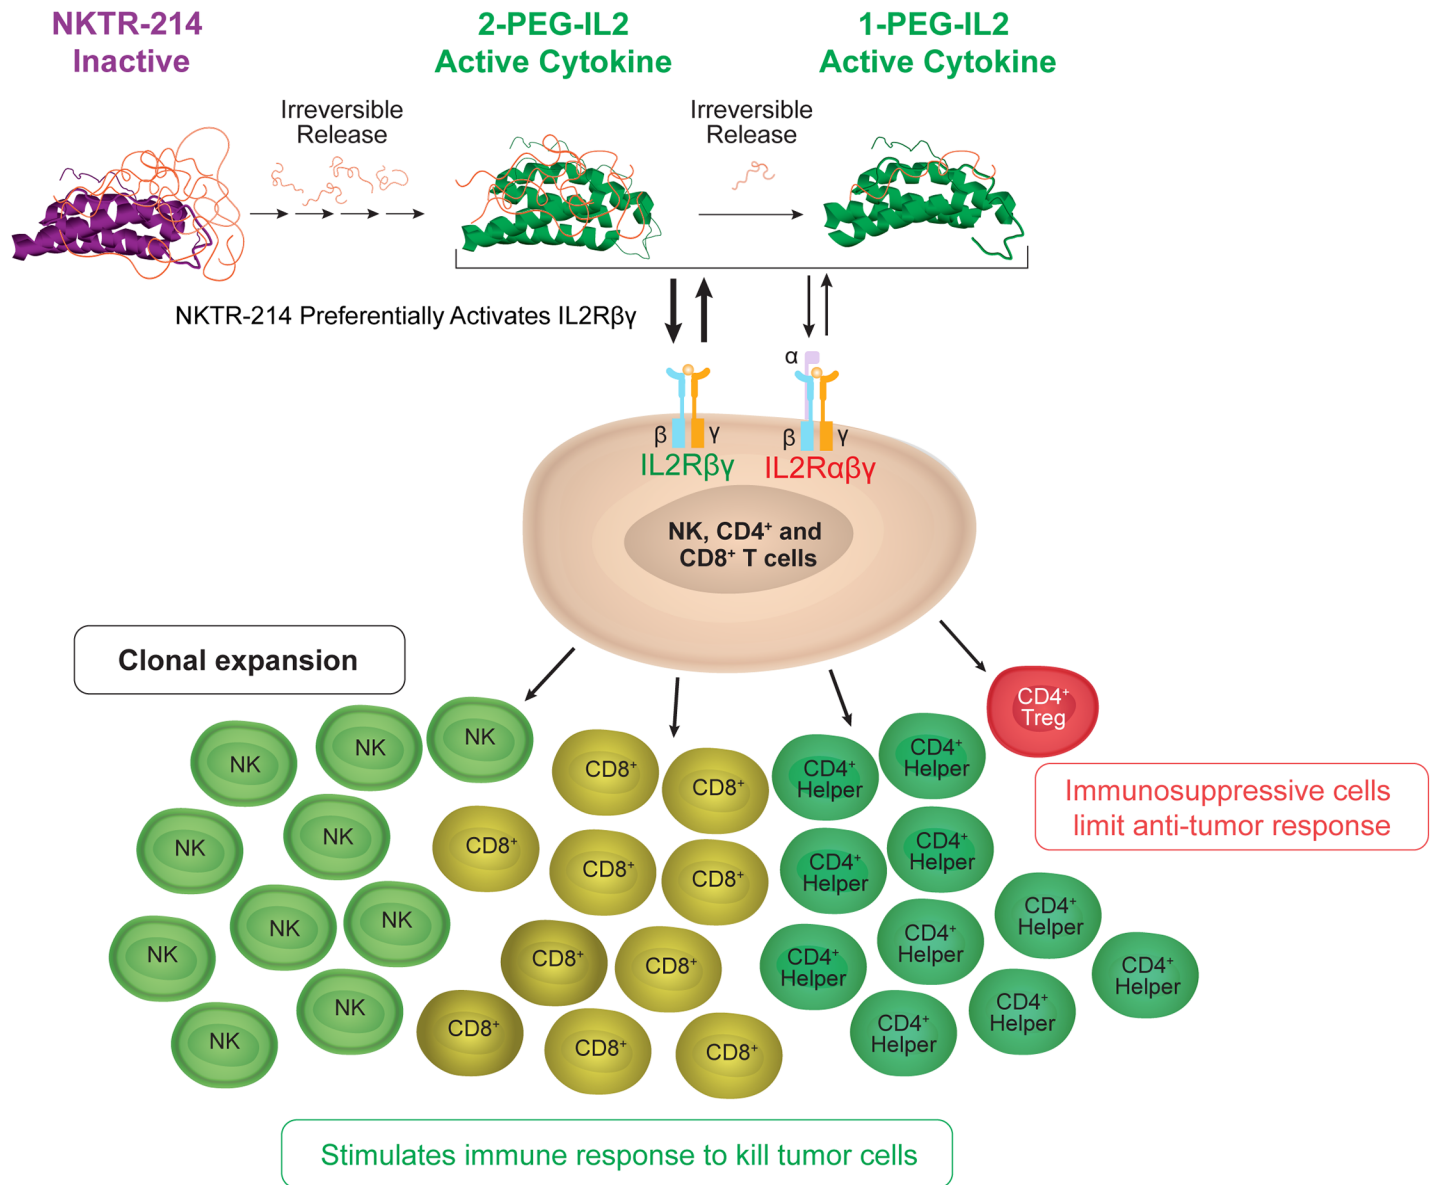 NKTR-214
Inactive
2-PEG-IL2
Active Cytokine
1-PEG-IL2
Active Cytokine
Irreversible
Release
Irreversible
Release
NKTR-214 Preferentially Activates IL2Rβγ
α
β
γ
β
γ
IL2Rβγ
IL2Rαβγ
NK, CD4⁺ and
CD8⁺ T cells
Clonal expansion
CD4⁺
Treg
Immunosuppressive cells
limit anti-tumor response
NK
NK
NK
NK
NK
NK
NK
NK
NK
NK
CD8⁺
CD8⁺
CD8⁺
CD8⁺
CD8⁺
CD8⁺
CD8⁺
CD8⁺
CD8⁺
CD8⁺
CD4⁺
Helper
CD4⁺
Helper
CD4⁺
Helper
CD4⁺
Helper
CD4⁺
Helper
CD4⁺
Helper
CD4⁺
Helper
CD4⁺
Helper
CD4⁺
Helper
CD4⁺
Helper
Stimulates immune response to kill tumor cells